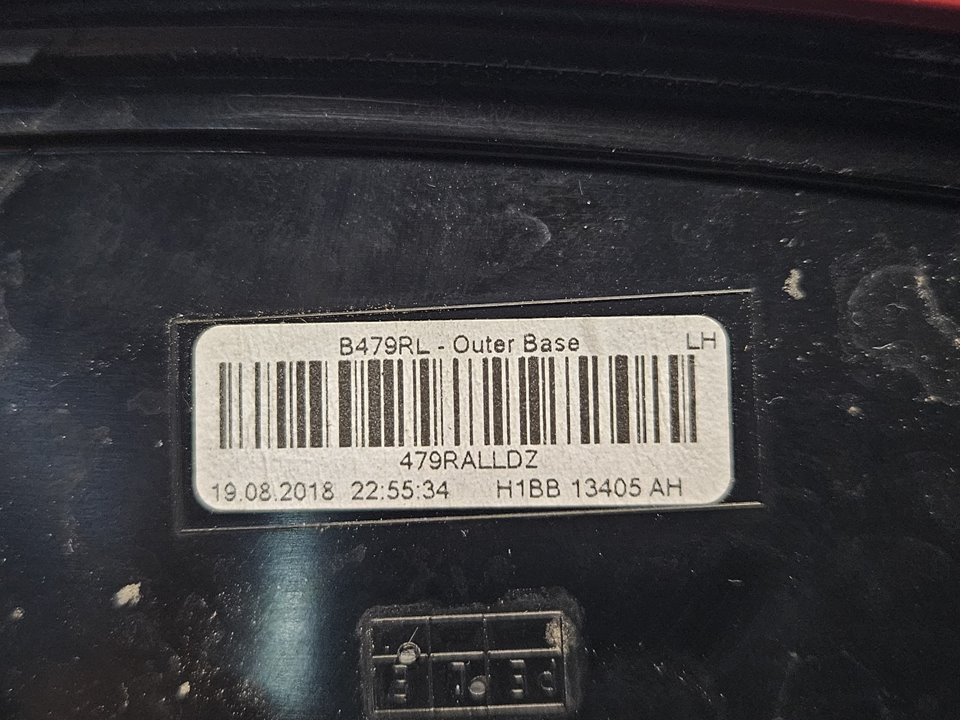 B479RL - Outer Base LH
479RALLDZ
19.08.2018 22:55:34 H1BB 13405 AH